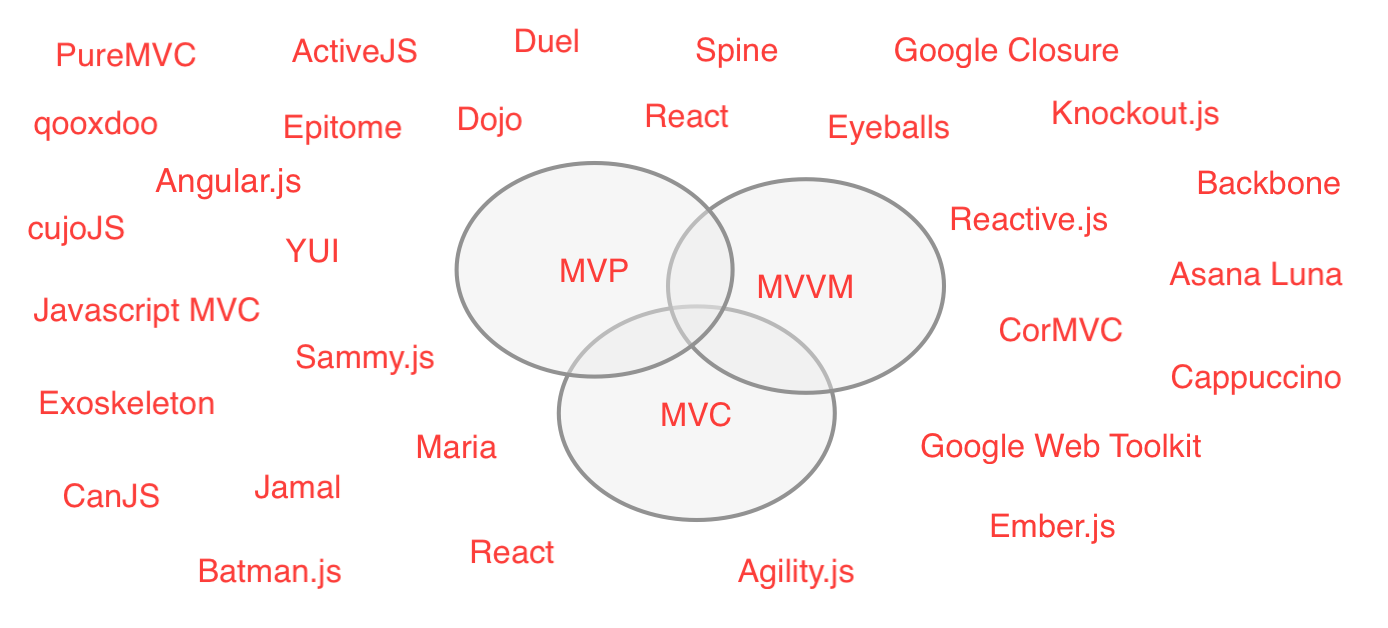 PureMVC
ActiveJS
Duel
Spine
Google Closure
qooxdoo
Epitome
Dojo
React
Eyeballs
Knockout.js
Angular.js
Backbone
cujoJS
YUI
Reactive.js
MVP
MVVM
Asana Luna
Javascript MVC
Sammy.js
CorMVC
Exoskeleton
MVC
Cappuccino
Maria
Google Web Toolkit
CanJS
Jamal
Ember.js
Batman.js
React
Agility.js